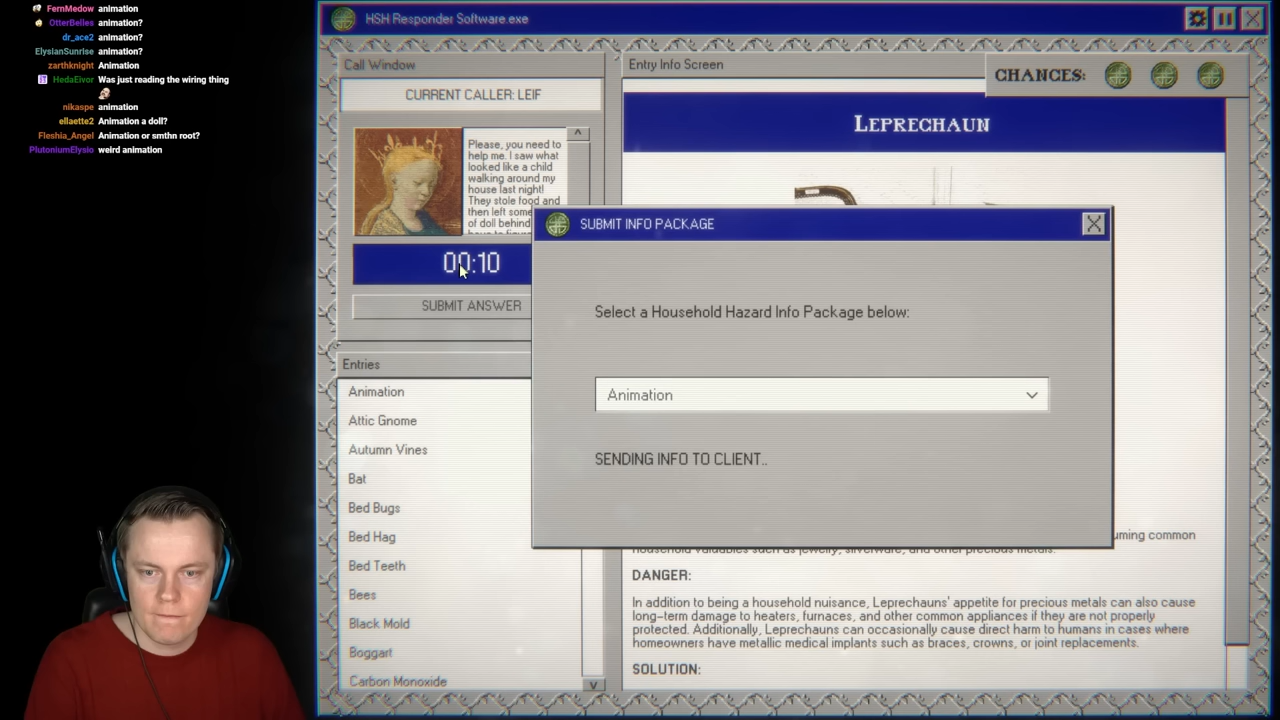 FernMedow animation
OtterBelles animation?
dr_ace2 animation?
ElysianSunrise animation?
zarthknight Animation
HedaEivor Was just reading the wiring thing
nikaspe animation
ellaette2 Animation a doll?
Fleshia_Angel Animation or smthn root?
PlutoniumElysio weird animation
HSH Responder Software.exe
Call Window
CURRENT CALLER: LEIF
Please, you need to
help me. I saw what
looked like a child
walking around my
house last night!
They stole food and
then left some
of doll behind
00:10
SUBMIT ANSWER
Entries
Animation
Attic Gnome
Autumn Vines
Bat
Bed Bugs
Bed Hag
Bed Teeth
Bees
Black Mold
Boggart
Carbon Monoxide
Entry Info Screen
CHANCES:
LEPRECHAUN
SUBMIT INFO PACKAGE
Select a Household Hazard Info Package below:
Animation
SENDING INFO TO CLIENT..
uming common
household valuables such as jewelry, silverware, and other precious metals.
DANGER:
In addition to being a household nuisance, Leprechauns' appetite for precious metals can also cause
long-term damage to heaters, furnaces, and other common appliances if they are not properly
protected. Additionally, Leprechauns can occasionally cause direct harm to humans in cases where
homeowners have metallic medical implants such as braces, crowns, or joint replacements.
SOLUTION: